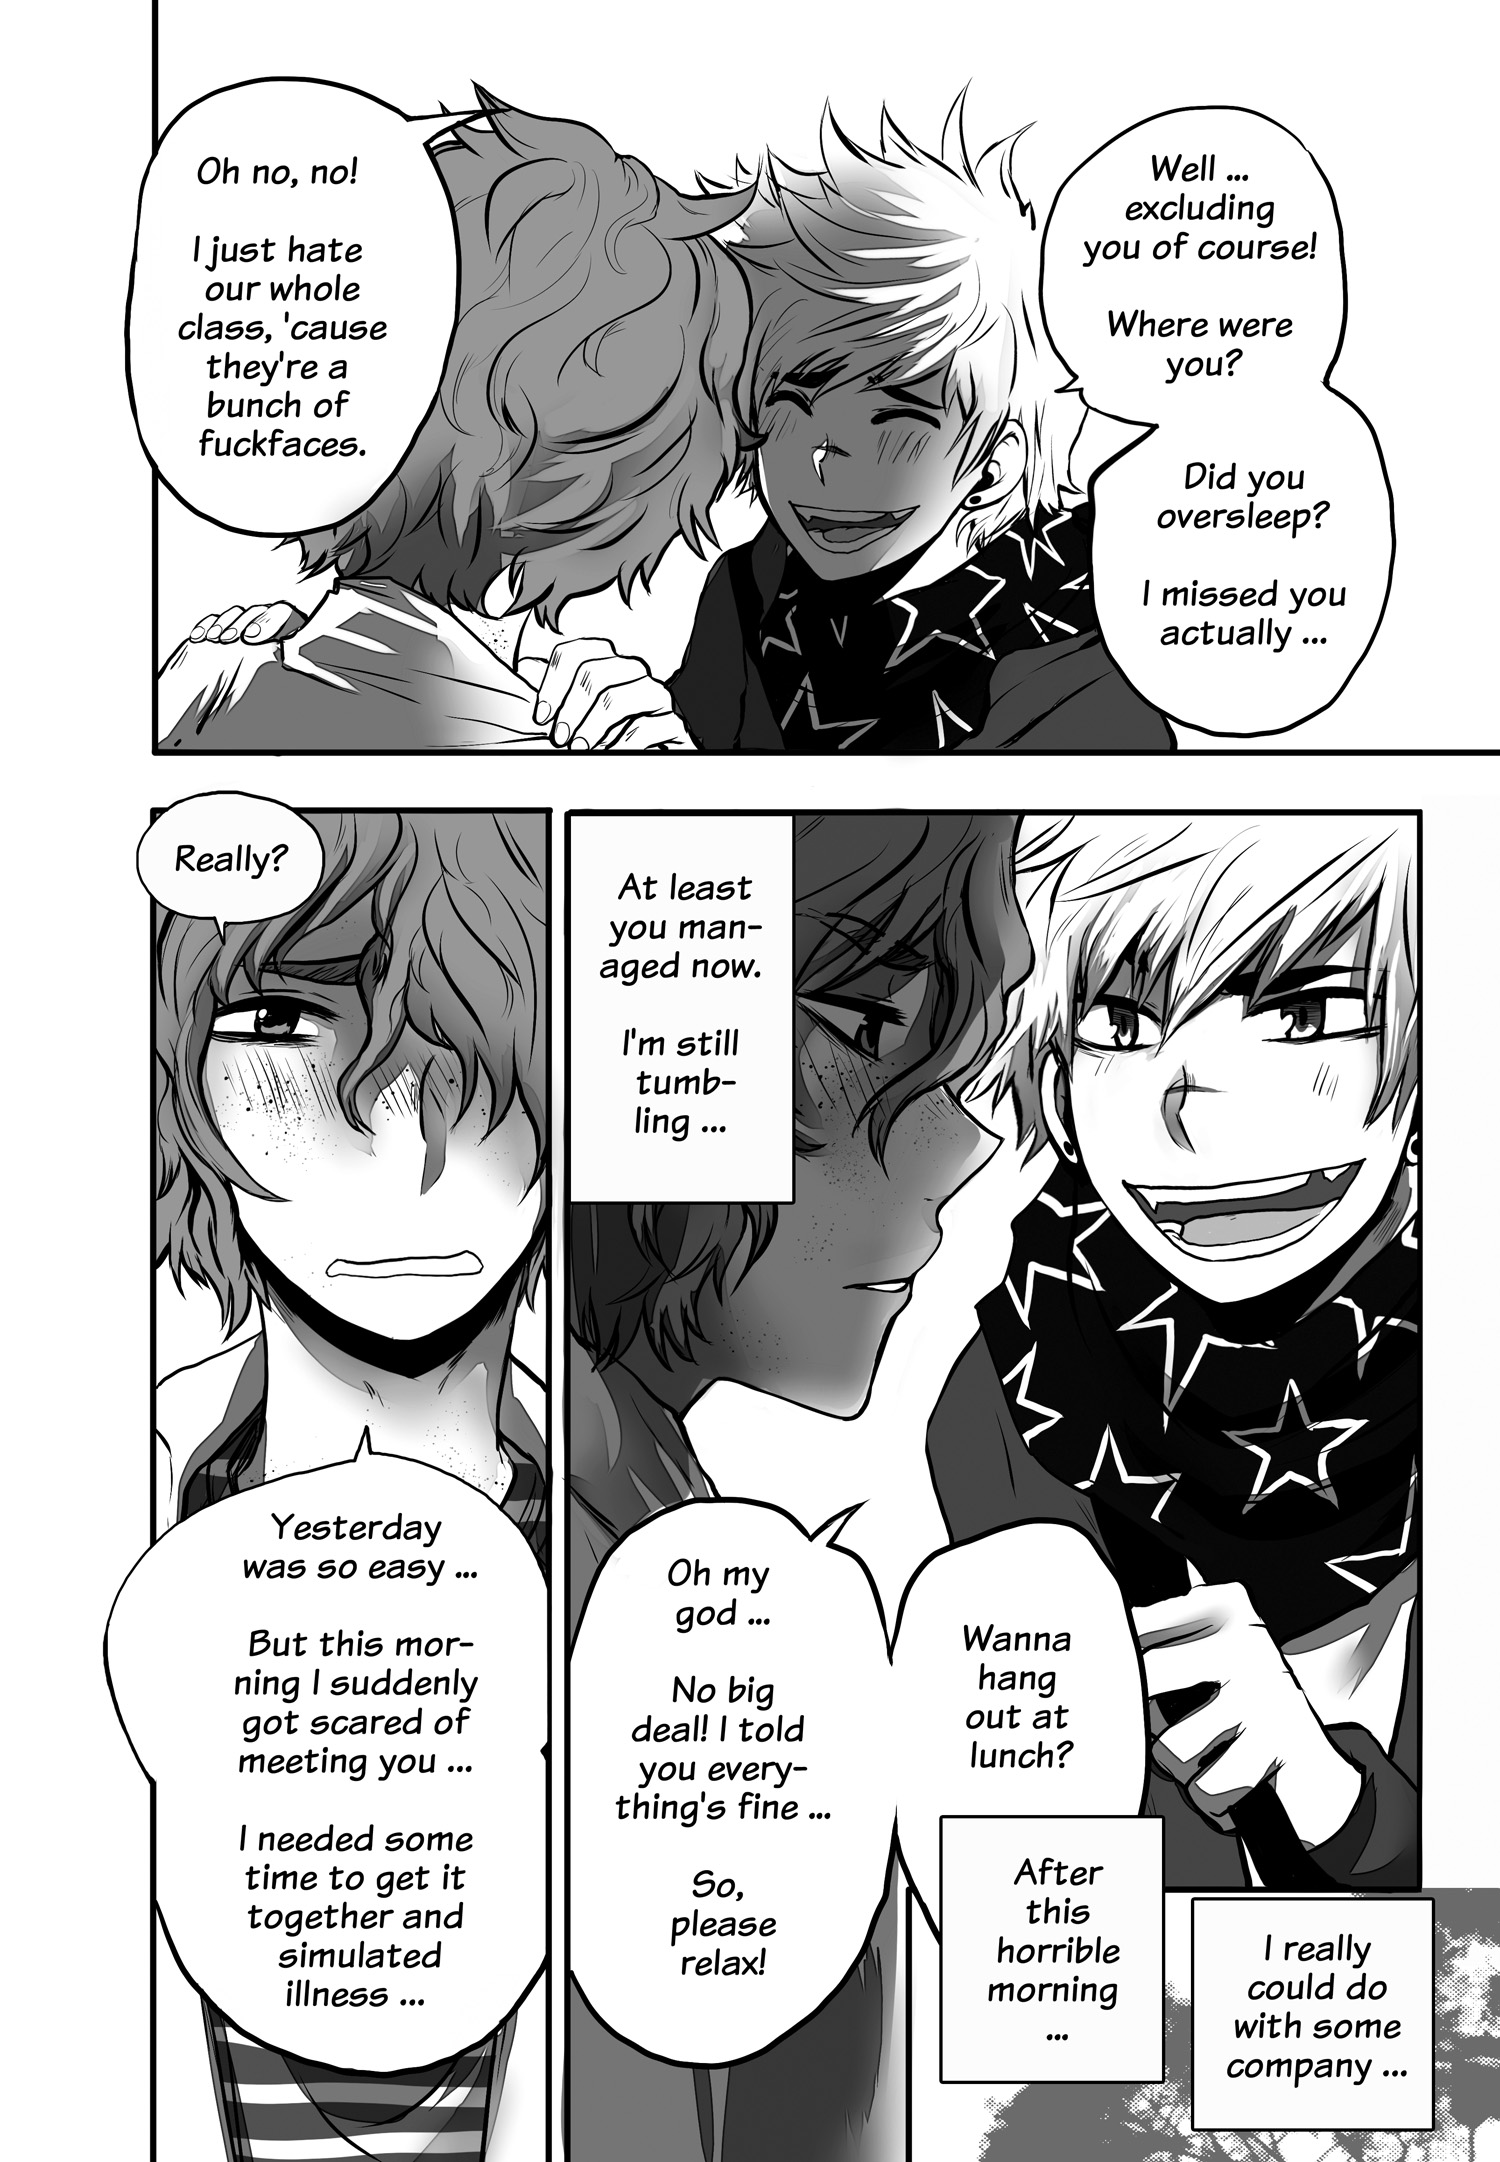 Oh no, no!
I just hate
our whole
class, 'cause
they're a
bunch of
fuckfaces.
Well ...
excluding
you of course!
Where were
you?
Did you
oversleep?
I missed you
actually ...
Really?
Yesterday
was so easy ...
But this mor-
ning I suddenly
got scared of
meeting you ...
I needed some
time to get it
together and
simulated
illness ...
At least
you man-
aged now.
I'm still
tumb-
ling ...
Oh my
god ...
No big
deal! I told
you every-
thing's fine ...
So,
please
relax!
Wanna
hang
out at
lunch?
After
this
horrible
morning
...
I really
could do
with some
company ...